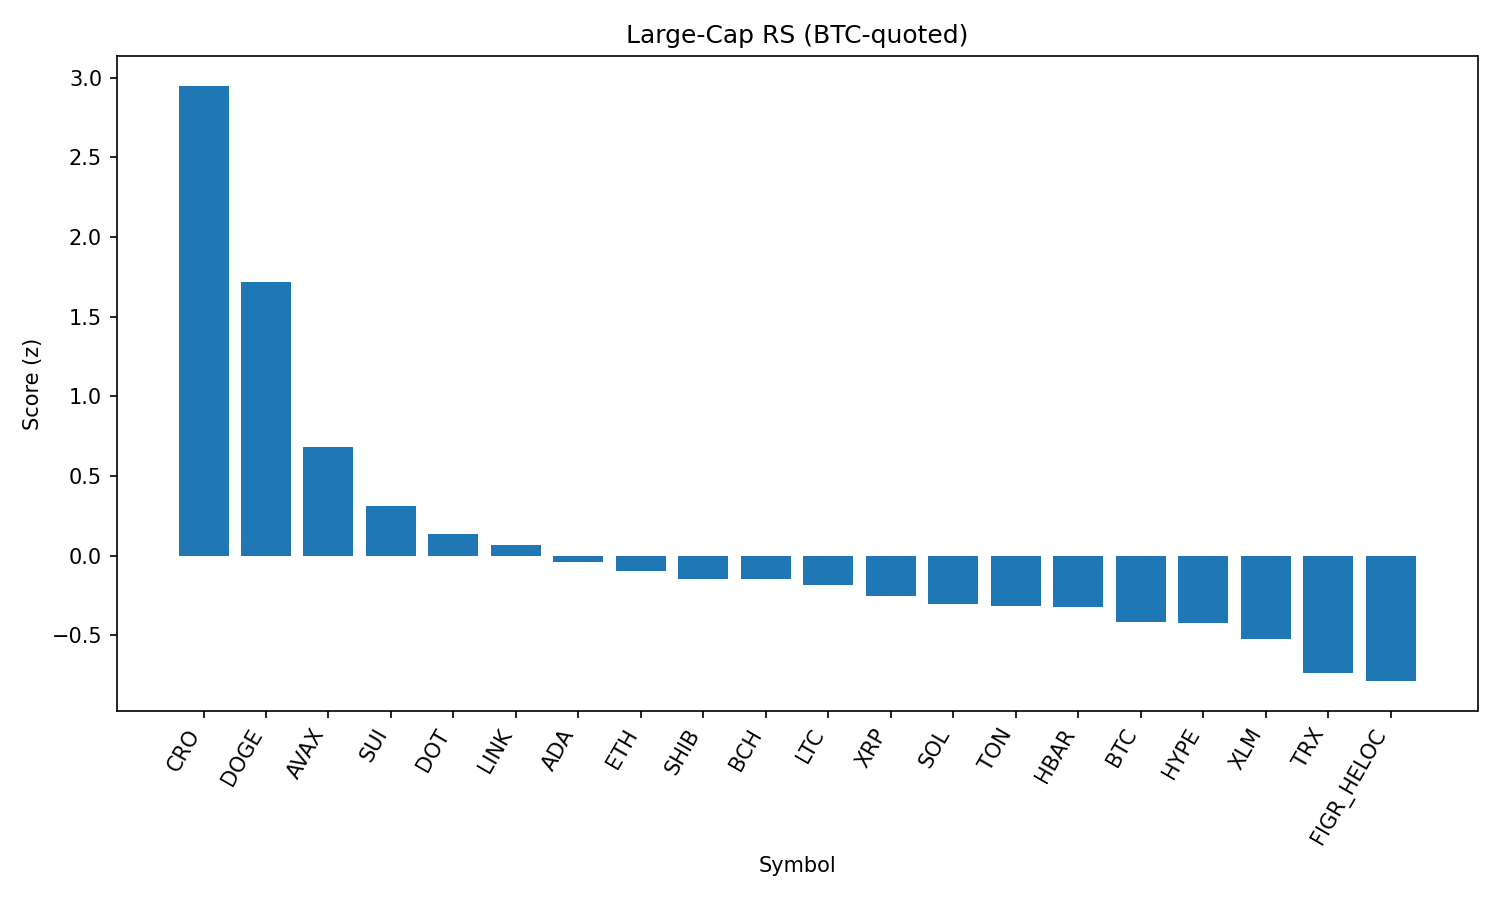 Large-Cap RS (BTC-quoted)
Score (z)
3.0
2.5
2.0
1.5
1.0
0.5
0.0
−0.5
CRO
DOGE
AVAX
SUI
DOT
LINK
ADA
ETH
SHIB
BCH
LTC
XRP
SOL
TON
HBAR
BTC
HYPE
XLM
TRX
FIGR_HELOC
Symbol